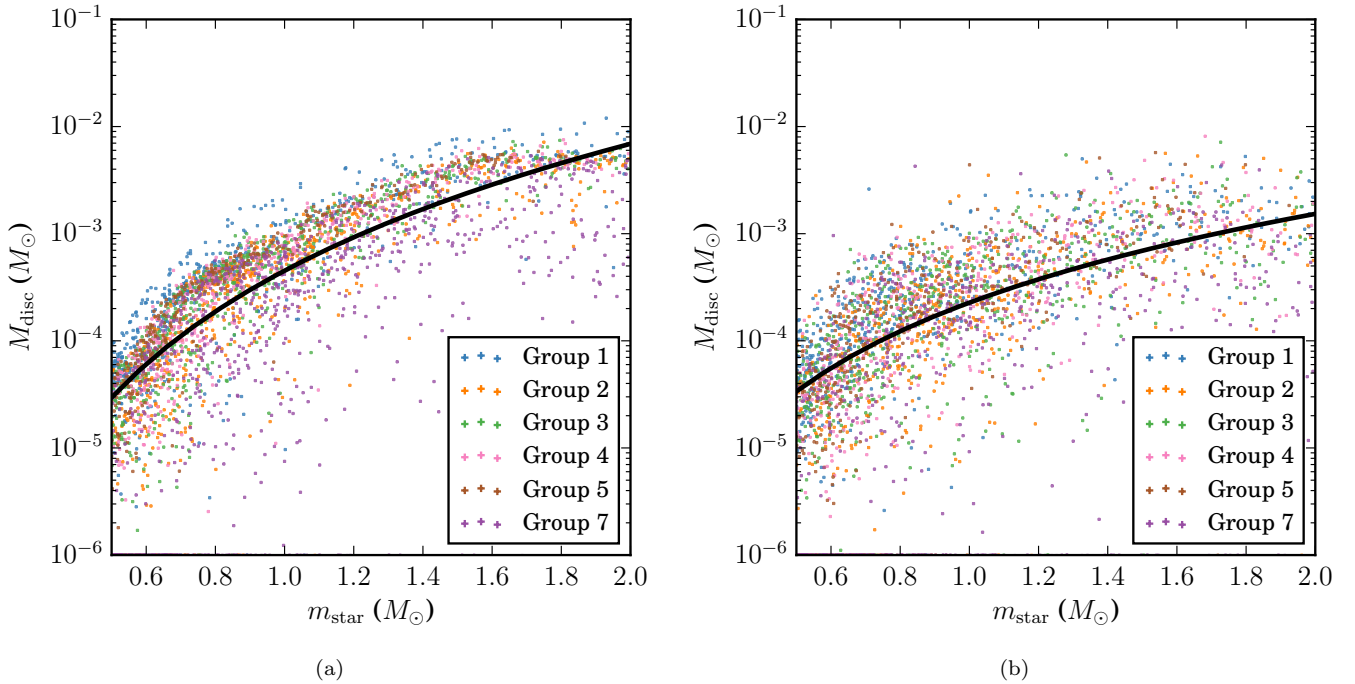 10⁻¹
10⁻²
10⁻³
10⁻⁴
10⁻⁵
10⁻⁶
M_disc (M_⊙)
0.6 0.8 1.0 1.2 1.4 1.6 1.8 2.0
m_star (M_⊙)
Group 1
Group 2
Group 3
Group 4
Group 5
Group 7
(a)
10⁻¹
10⁻²
10⁻³
10⁻⁴
10⁻⁵
10⁻⁶
M_disc (M_⊙)
0.6 0.8 1.0 1.2 1.4 1.6 1.8 2.0
m_star (M_⊙)
Group 1
Group 2
Group 3
Group 4
Group 5
Group 7
(b)